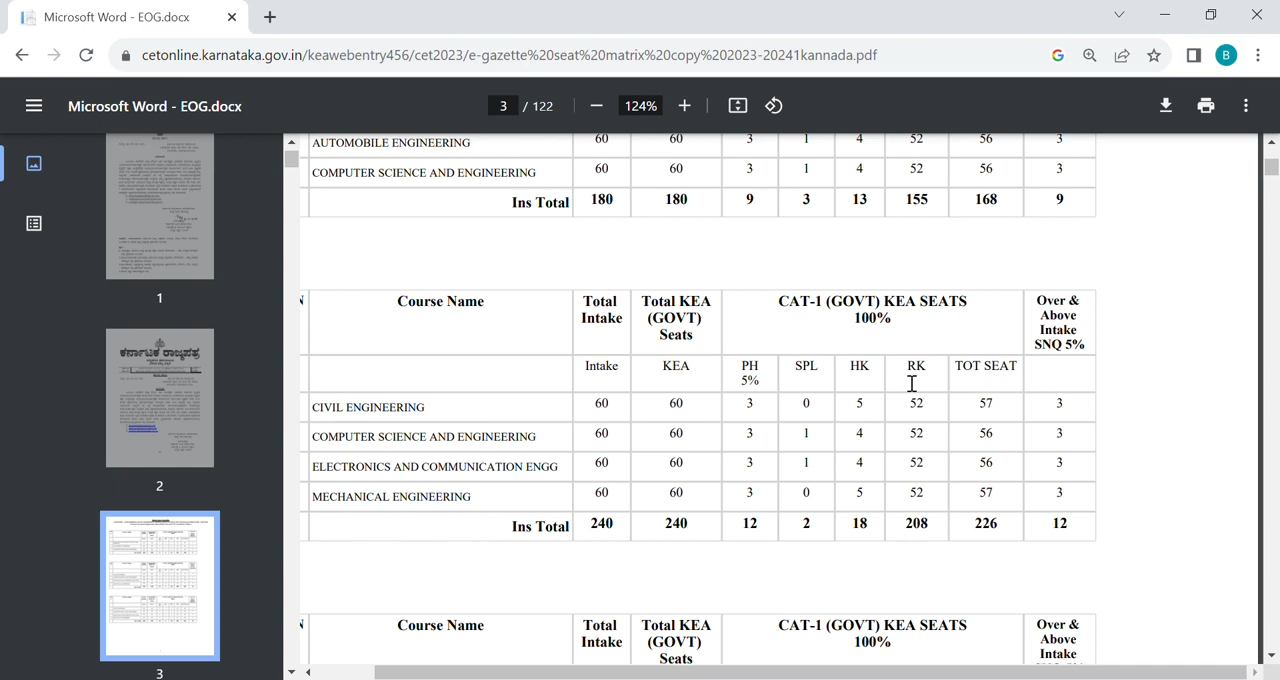 Microsoft Word - EOG.docx
cetonline.karnataka.gov.in/keawebentry456/cet2023/e-gazette%20seat%20matrix%20copy%202023-20241kannada.pdf
B
Microsoft Word - EOG.docx
3 / 122
124%
AUTOMOBILE ENGINEERING 60 60 3 1 4 52 56 3
COMPUTER SCIENCE AND ENGINEERING 60 60 3 1 4 52 56 3
Ins Total 180 180 9 3 13 155 168 9
Course Name Total Intake Total KEA (GOVT) Seats CAT-1 (GOVT) KEA SEATS 100% Over & Above Intake SNQ 5%
Intake KEA PH 5% SPL HK RK TOT SEAT
CIVIL ENGINEERING 60 60 3 0 5 52 57 3
COMPUTER SCIENCE AND ENGINEERING 60 60 3 1 4 52 56 3
ELECTRONICS AND COMMUNICATION ENGG 60 60 3 1 4 52 56 3
MECHANICAL ENGINEERING 60 60 3 0 5 52 57 3
Ins Total 240 240 12 2 18 208 226 12
Course Name Total Intake Total KEA (GOVT) Seats CAT-1 (GOVT) KEA SEATS 100% Over & Above Intake
1
ಕರ್ನಾಟಕ ರಾಜ್ಯಪತ್ರ
2
3